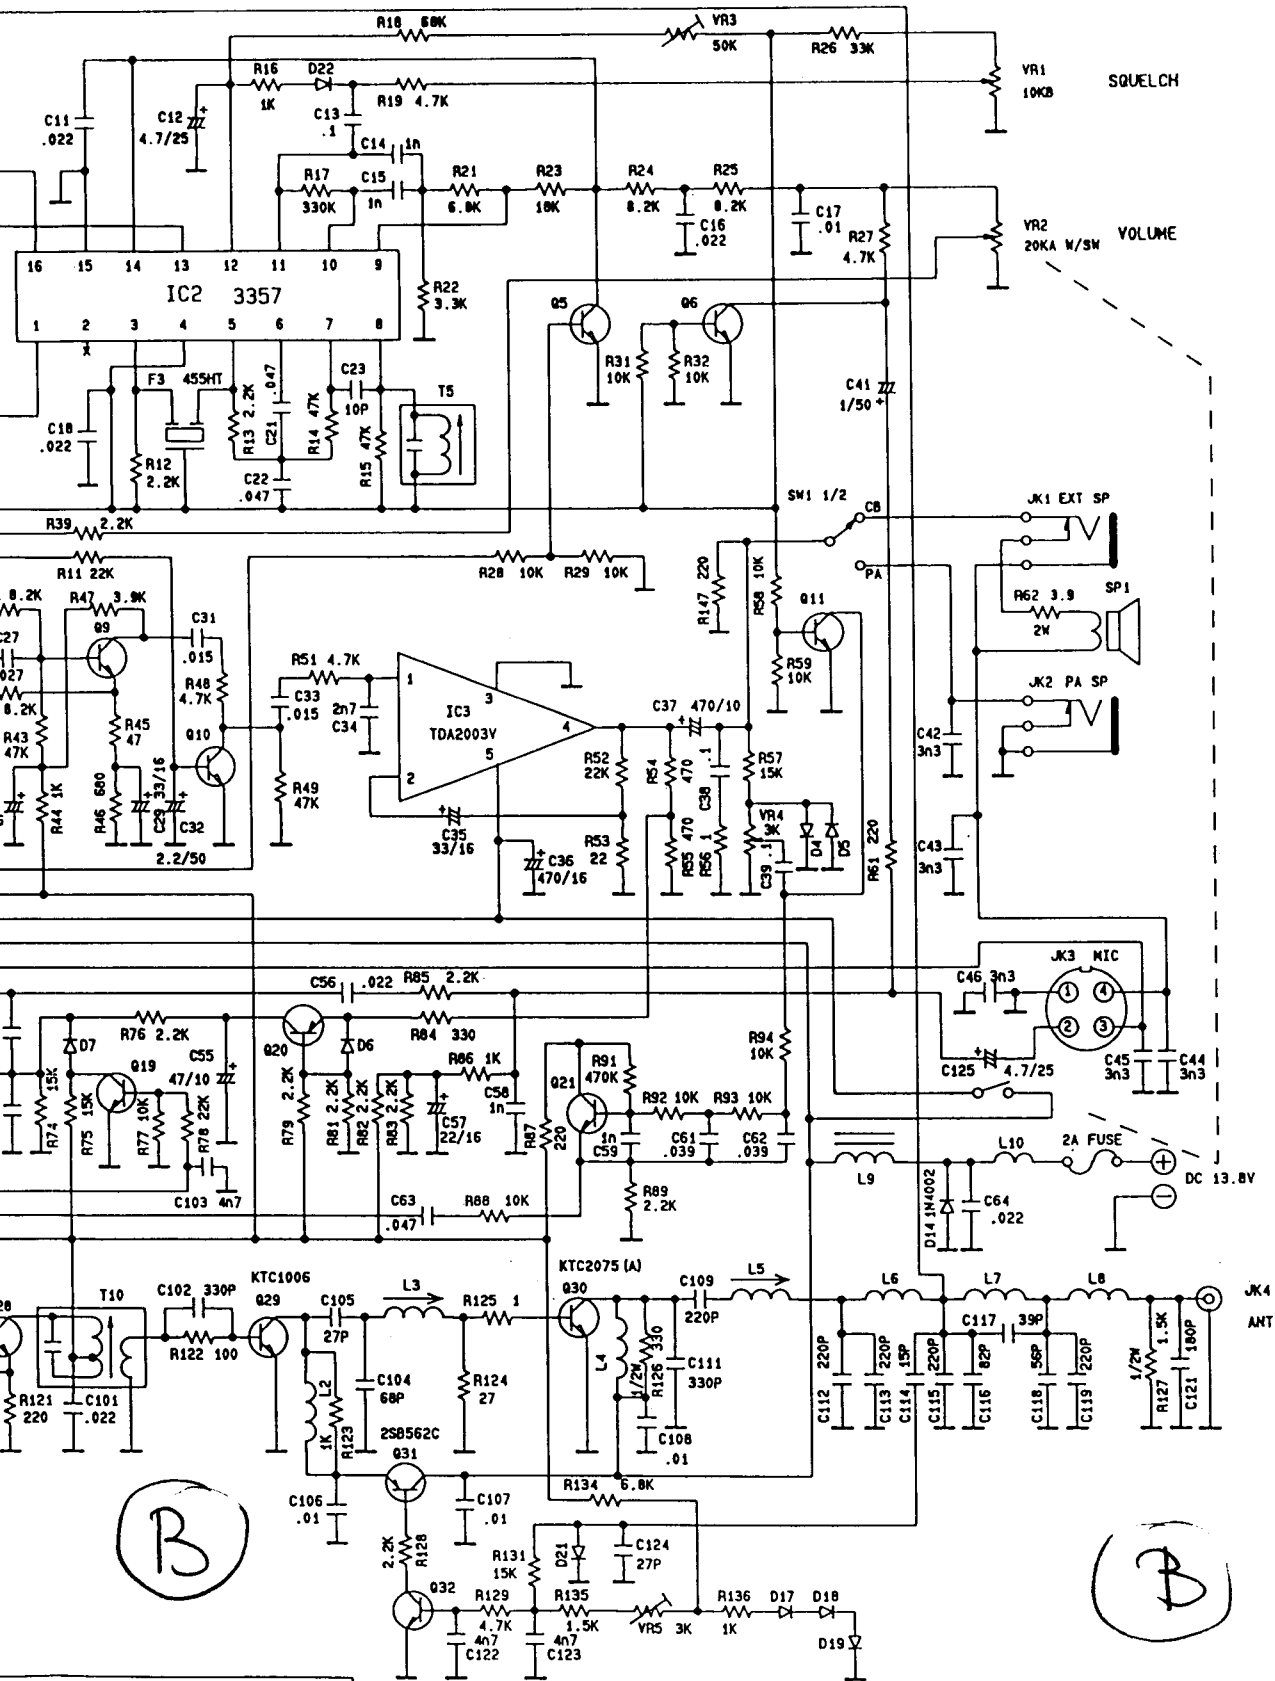 R18 68K
VR3
50K
R26 33K
R16
1K
D22
R19 4.7K
VR1
10KB
SQUELCH
C11
.022
C12
4.7/25
C13
.1
C14 1n
R17
330K
C15
1n
R21
6.8K
R23
18K
R24
8.2K
R25
8.2K
C16
.022
C17
.01
R27
4.7K
VR2
20KA W/SW
VOLUME
16 15 14 13 12 11 10 9
IC2 3357
1 2 3 4 5 6 7 8
x
R22
3.3K
Q5
Q6
R31
10K
R32
10K
F3 455HT
C18
.022
R12
2.2K
R13 2.2K
.047
C21
C22
.047
R14 47K
C23
10P
R15 47K
T5
C41
1/50 +
R39 2.2K
R11 22K
R28 10K
R29 10K
SW1 1/2
CB
PA
JK1 EXT SP
R62 3.9
2W
SP1
JK2 PA SP
8.2K
R47 3.9K
Q9
C31
.015
C27
027
8.2K
R43
47K
R45
47
R48
4.7K
Q10
R44 1K
R46 680
C29 33/16
C32
2.2/50
R49
47K
R51 4.7K
C33
.015
2n7
C34
1
3
IC3
TDA2003V
4
5
2
C35
33/16
C36
470/16
R52
22K
R53
22
R54 470
R55 470
C37 470/10
.1
C38
R56 1
R147 220
R58 10K
Q11
R59
10K
R57
15K
VR4
3K
C39 .1
D4
D5
R61 220
C42
3n3
C43
3n3
C56 .022
R85 2.2K
R84 330
C46 3n3
JK3 MIC
1 4
2 3
C125 4.7/25
C45
3n3
C44
3n3
D7
R76 2.2K
Q19
C55
47/10
15K
R74
R75 15K
R77 10K
R78 22K
C103 4n7
Q20
D6
R79 2.2K
R81 2.2K
R82 2.2K
R83 2.2K
R86 1K
C57
22/16
C58
1n
R87
220
Q21
R91
470K
R92 10K
R93 10K
R94
10K
1n
C59
C61
.039
C62
.039
R89
2.2K
C63
.047
R88 10K
L9
L10
2A FUSE
+
−
DC 13.8V
D14 1N4002
C64
.022
28
T10
C102 330P
R122 100
R121
220
C101
.022
KTC1006
Q29
C105
27P
L3
R125 1
KTC2075 (A)
Q30
C109
220P
L5
L6
L7
L8
JK4
ANT
L2
1K
R123
C104
68P
R124
27
L4
1/2W
R126 330
C111
330P
C108
.01
C117 39P
220P
C112
220P
C113
15P
C114
220P
C115
82P
C116
56P
C118
220P
C119
1/2W
R127 1.5K
180P
C121
2SB562C
Q31
C106
.01
C107
.01
R134 6.8K
2.2K
R128
Q32
R131
15K
D21
C124
27P
R129
4.7K
4n7
C122
R135
1.5K
4n7
C123
VR5 3K
R136
1K
D17 D18
D19
B
B